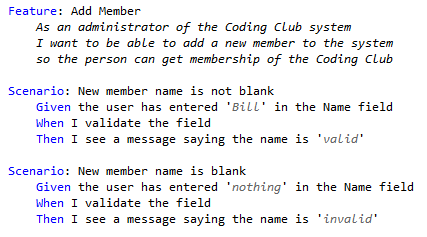 Feature: Add Member
As an administrator of the Coding Club system
I want to be able to add a new member to the system
so the person can get membership of the Coding Club
Scenario: New member name is not blank
Given the user has entered 'Bill' in the Name field
When I validate the field
Then I see a message saying the name is 'valid'
Scenario: New member name is blank
Given the user has entered 'nothing' in the Name field
When I validate the field
Then I see a message saying the name is 'invalid'